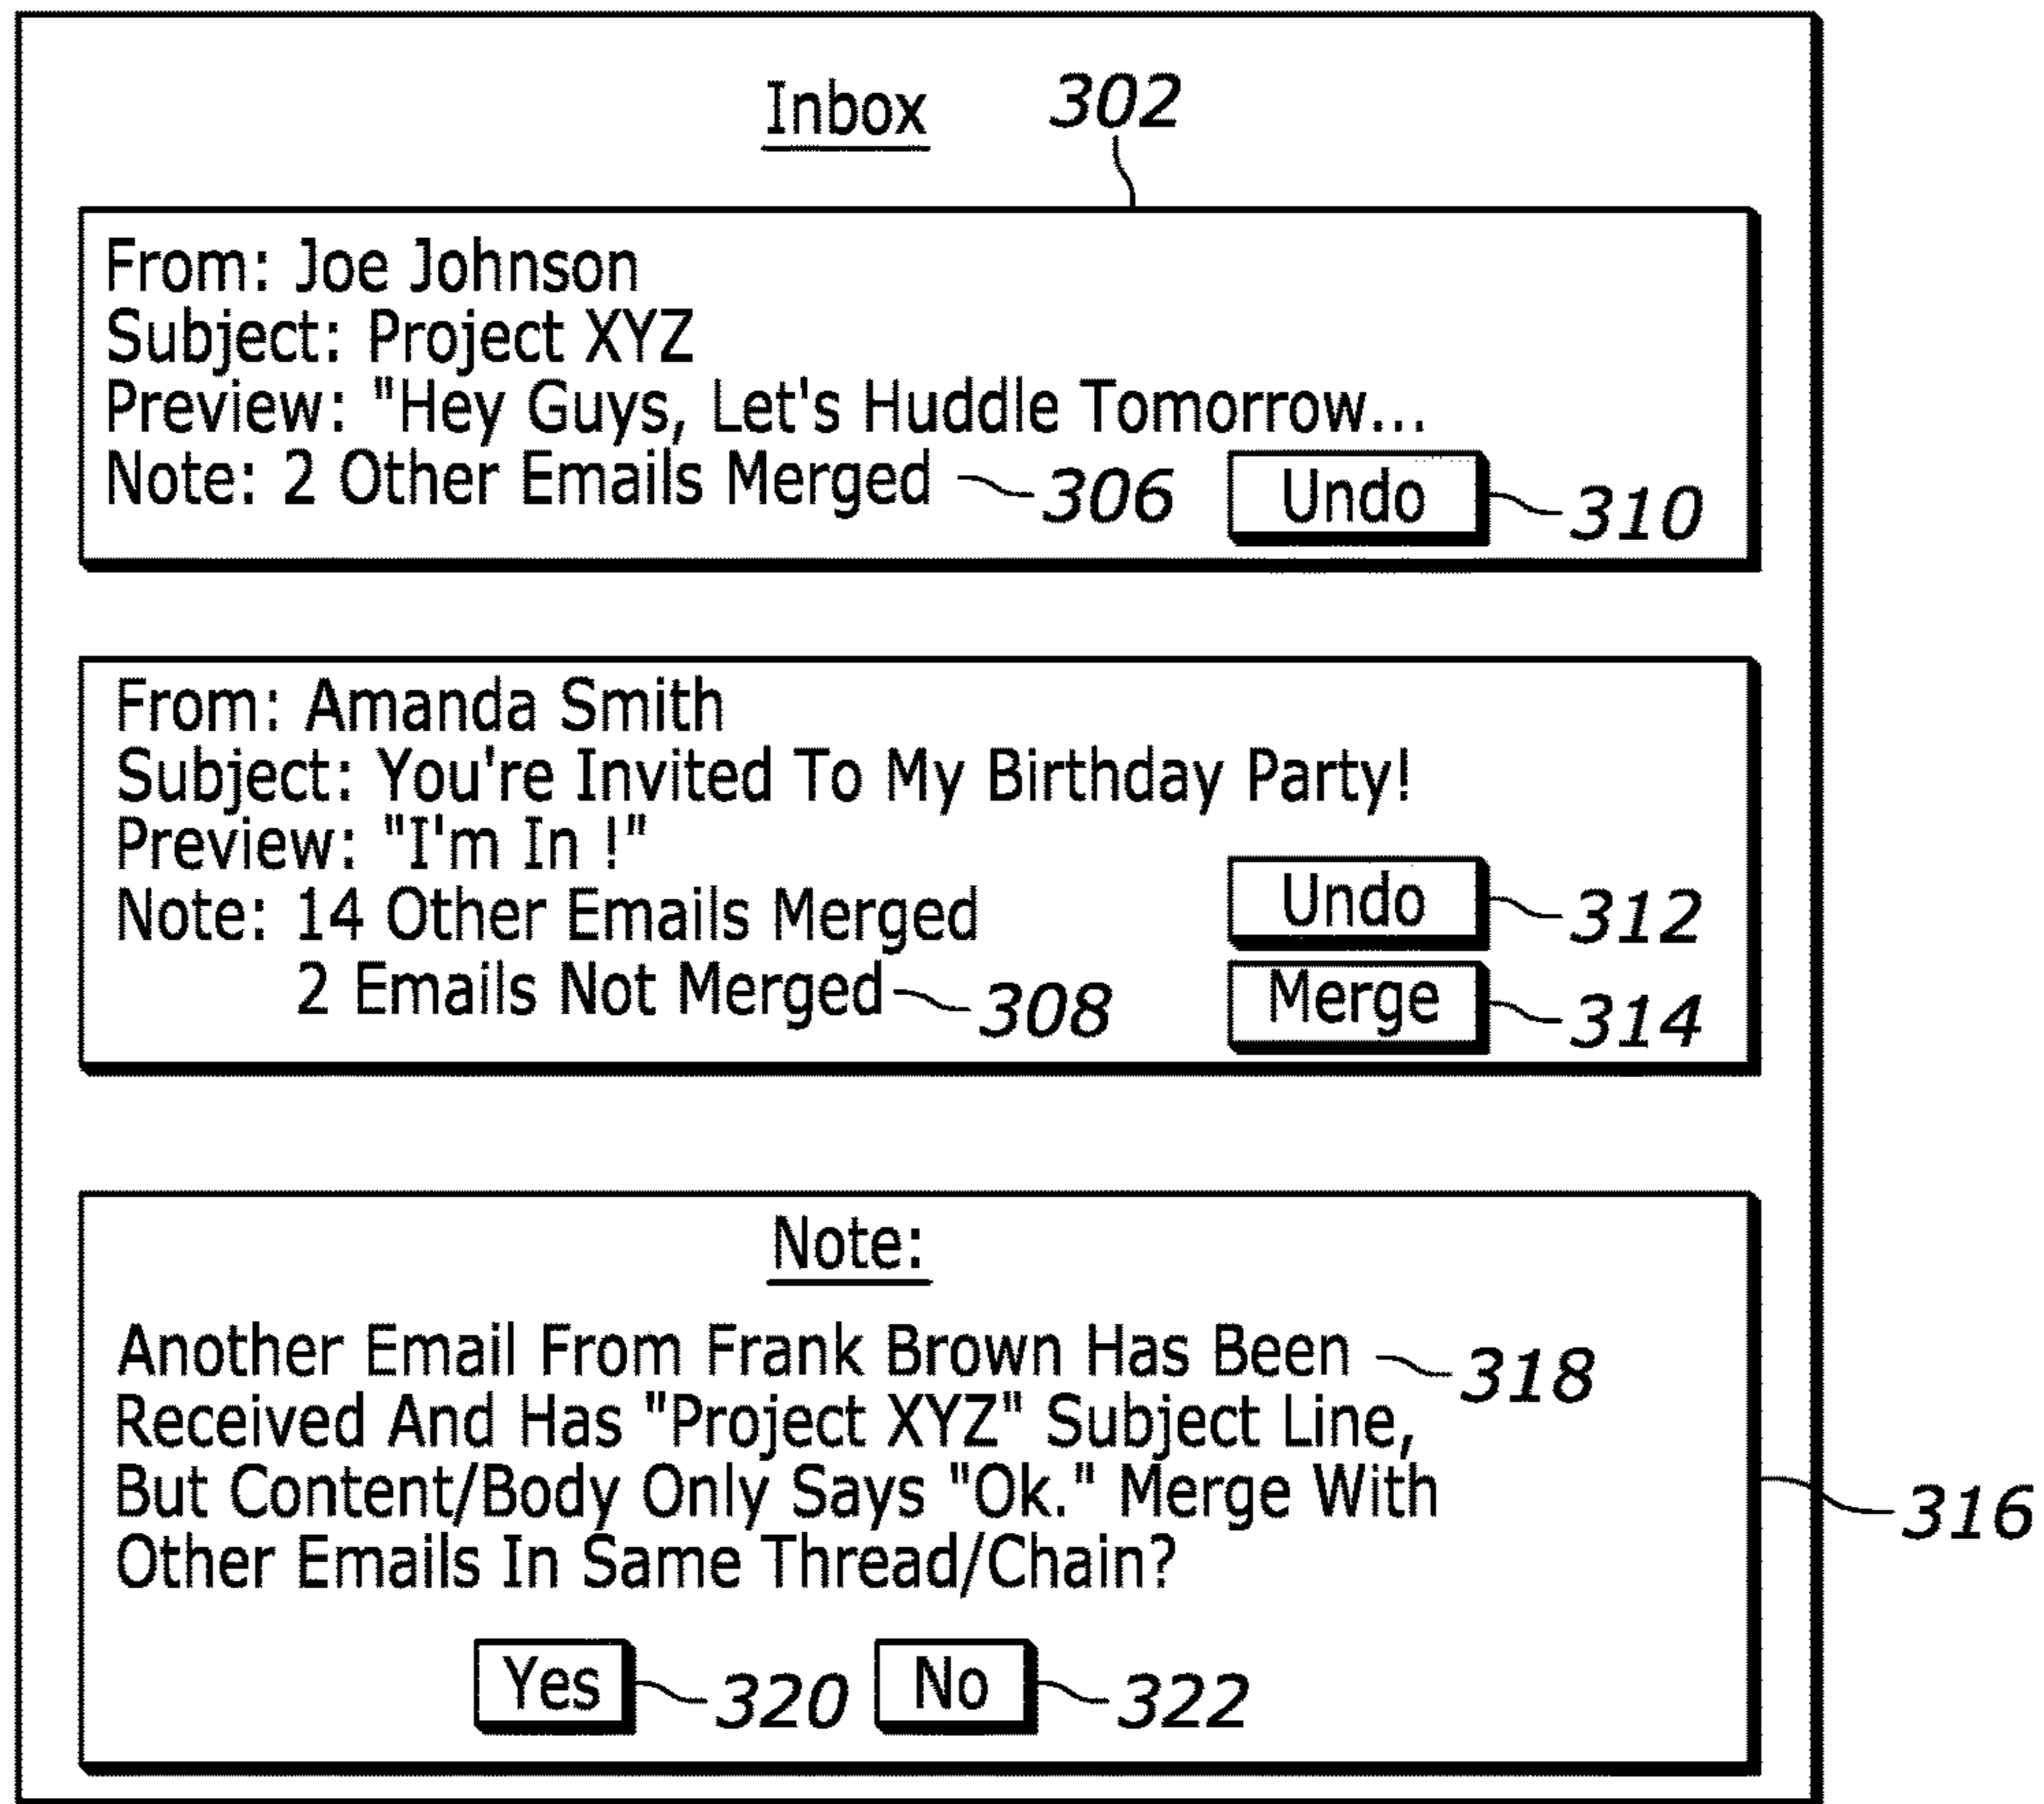 Inbox 302
From: Joe Johnson
Subject: Project XYZ
Preview: "Hey Guys, Let's Huddle Tomorrow...
Note: 2 Other Emails Merged 306 Undo 310
From: Amanda Smith
Subject: You're Invited To My Birthday Party!
Preview: "I'm In !"
Note: 14 Other Emails Merged Undo 312
2 Emails Not Merged 308 Merge 314
Note:
Another Email From Frank Brown Has Been 318
Received And Has "Project XYZ" Subject Line,
But Content/Body Only Says "Ok." Merge With
Other Emails In Same Thread/Chain?
316
Yes 320 No 322